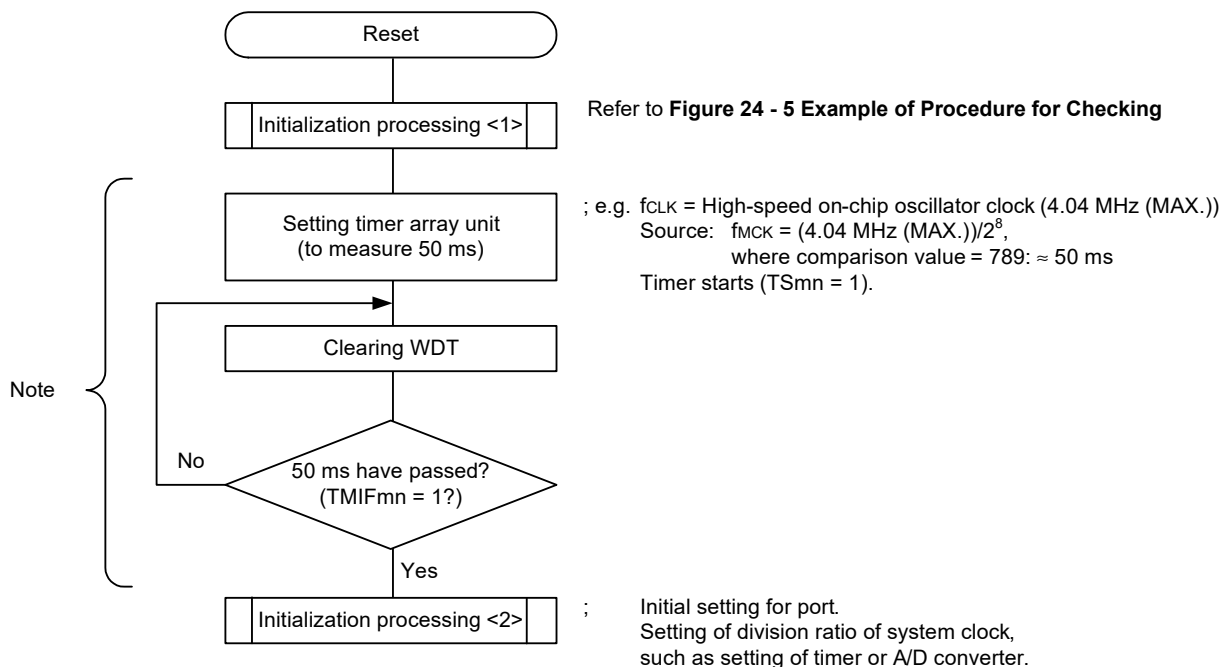 Reset
Initialization processing <1>
Refer to Figure 24 - 5 Example of Procedure for Checking
Setting timer array unit
(to measure 50 ms)
; e.g. fCLK = High-speed on-chip oscillator clock (4.04 MHz (MAX.))
Source: fMCK = (4.04 MHz (MAX.))/2⁸,
where comparison value = 789: ≈ 50 ms
Timer starts (TSmn = 1).
Clearing WDT
Note
No
50 ms have passed?
(TMIFmn = 1?)
Yes
Initialization processing <2>
; Initial setting for port.
Setting of division ratio of system clock,
such as setting of timer or A/D converter.